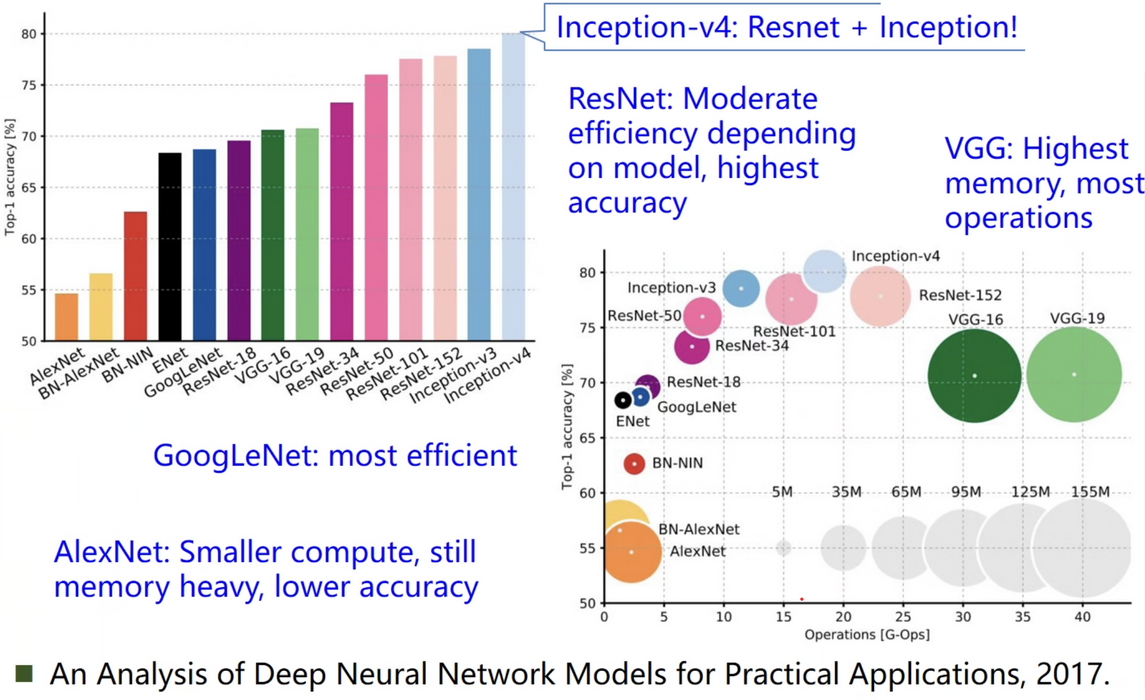 Inception-v4: Resnet + Inception!
80
75
70
65
60
55
50
Top-1 accuracy [%]
AlexNet
BN-AlexNet
BN-NIN
ENet
GoogLeNet
ResNet-18
VGG-16
VGG-19
ResNet-34
ResNet-50
ResNet-101
ResNet-152
Inception-v3
Inception-v4
ResNet: Moderate
efficiency depending
on model, highest
accuracy
VGG: Highest
memory, most
operations
GoogLeNet: most efficient
AlexNet: Smaller compute, still
memory heavy, lower accuracy
80
75
70
65
60
55
50
Top-1 accuracy [%]
Inception-v4
Inception-v3
ResNet-152
ResNet-50
VGG-16
VGG-19
ResNet-101
ResNet-34
ResNet-18
GoogLeNet
ENet
BN-NIN
5M 35M 65M 95M 125M 155M
BN-AlexNet
AlexNet
0 5 10 15 20 25 30 35 40
Operations [G-Ops]
An Analysis of Deep Neural Network Models for Practical Applications, 2017.